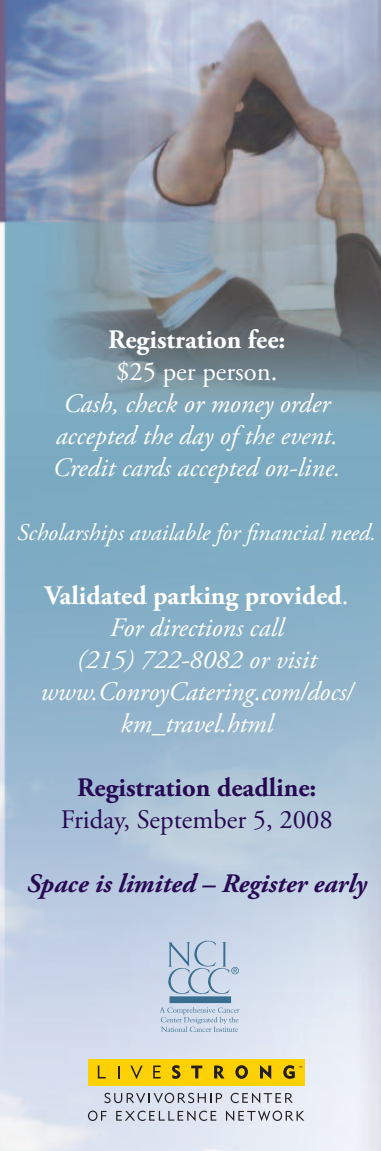 Registration fee:
$25 per person.
Cash, check or money order
accepted the day of the event.
Credit cards accepted on-line.
Scholarships available for financial need.
Validated parking provided.
For directions call
(215) 722-8082 or visit
www.ConroyCatering.com/docs/
km_travel.html
Registration deadline:
Friday, September 5, 2008
Space is limited – Register early
NCI
CCC®
A Comprehensive Cancer
Center Designated by the
National Cancer Institute
LIVESTRONG™
SURVIVORSHIP CENTER
OF EXCELLENCE NETWORK